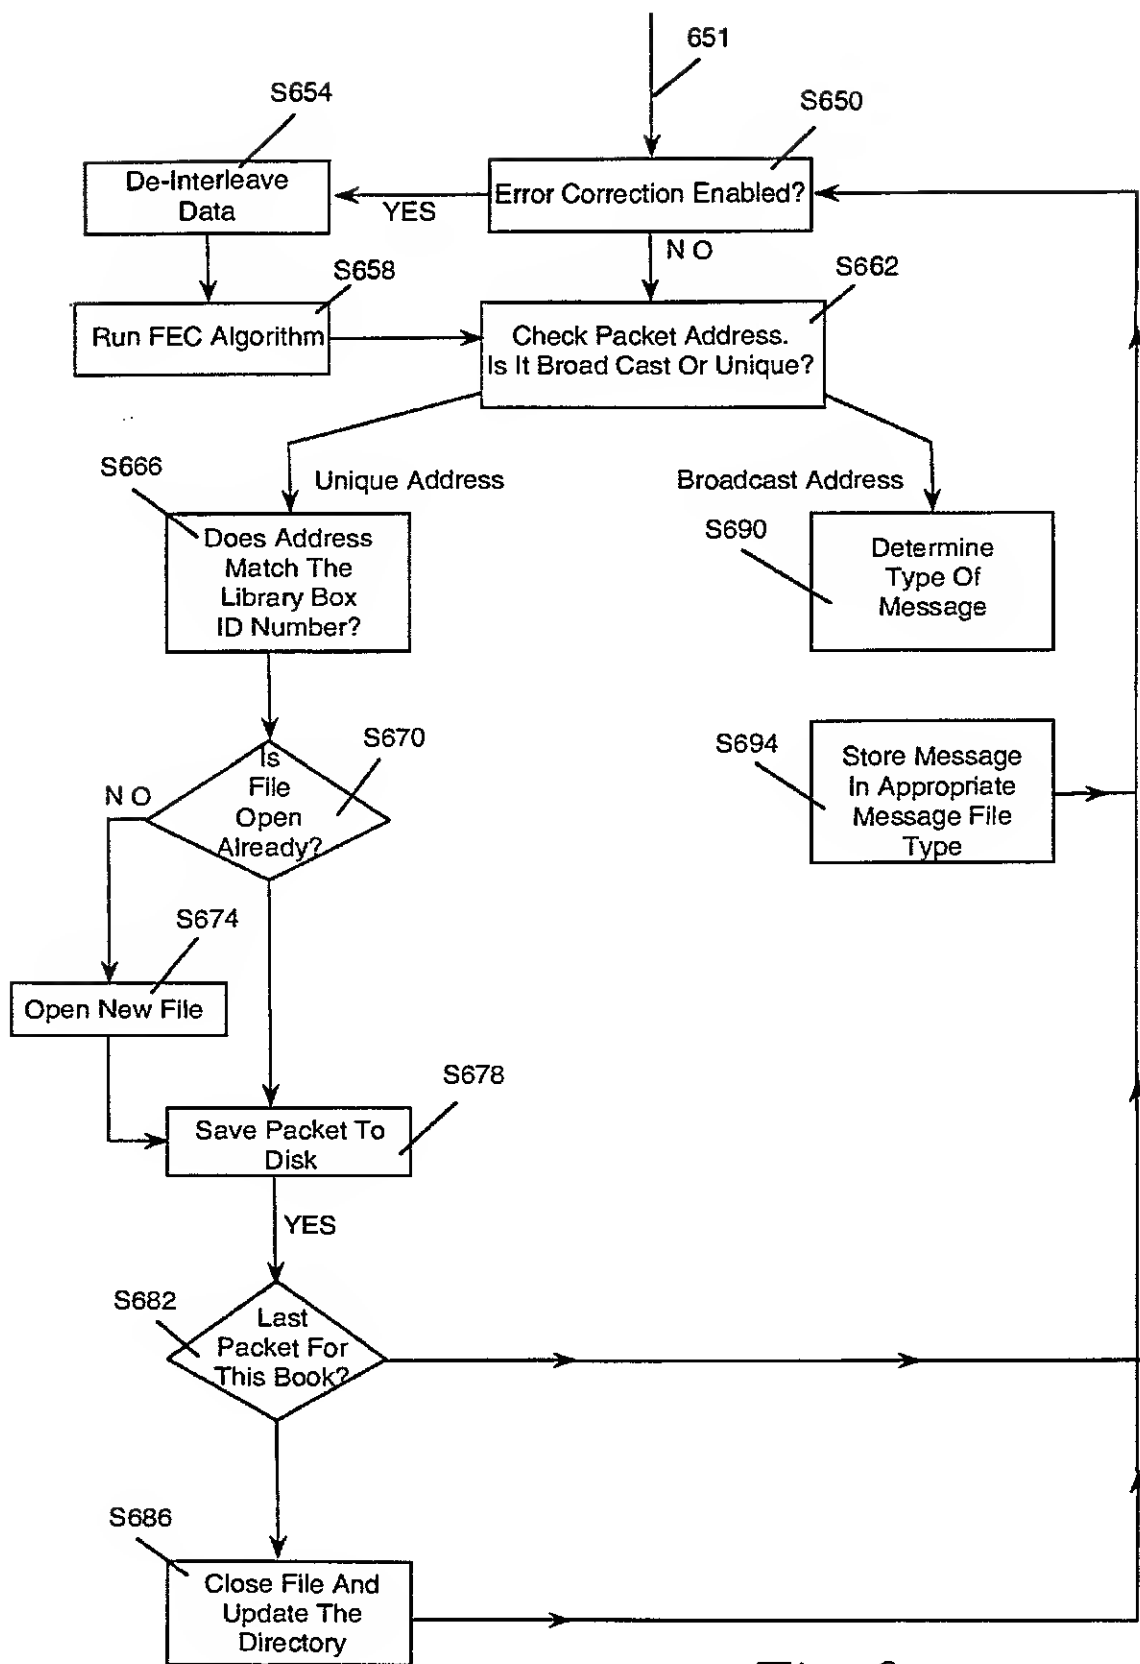 651
S654
S650
De-Interleave
Data
YES
Error Correction Enabled?
N O
S658
S662
Run FEC Algorithm
Check Packet Address.
Is It Broad Cast Or Unique?
S666
Unique Address
Broadcast Address
Does Address
Match The
Library Box
ID Number?
S690
Determine
Type Of
Message
S670
Is
File
Open
Already?
N O
S694
Store Message
In Appropriate
Message File
Type
S674
Open New File
S678
Save Packet To
Disk
YES
S682
Last
Packet For
This Book?
S686
Close File And
Update The
Directory